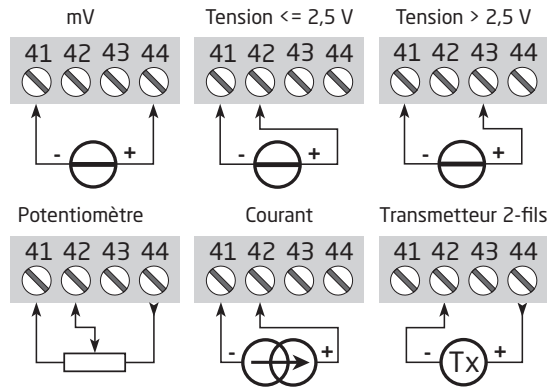 mV Tension <= 2,5 V Tension > 2,5 V
41 42 43 44 41 42 43 44 41 42 43 44
- + - + - +
Potentiomètre Courant Transmetteur 2-fils
41 42 43 44 41 42 43 44 41 42 43 44
- + - Tx +